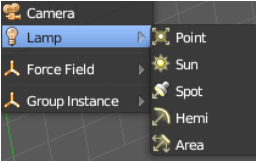 Camera
Lamp
Force Field
Group Instance
Point
Sun
Spot
Hemi
Area